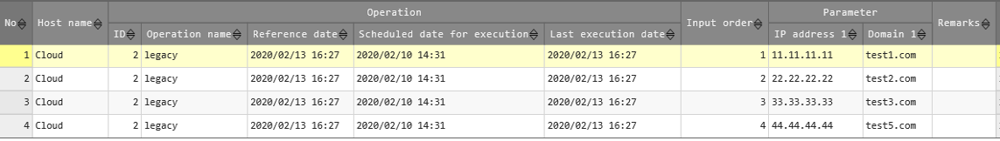 No Host name Operation Input order Parameter Remarks
ID Operation name Reference date Scheduled date for execution Last execution date IP address 1 Domain 1
1 Cloud 2 legacy 2020/02/13 16:27 2020/02/10 14:31 2020/02/13 16:27 1 11.11.11.11 test1.com
2 Cloud 2 legacy 2020/02/13 16:27 2020/02/10 14:31 2020/02/13 16:27 2 22.22.22.22 test2.com
3 Cloud 2 legacy 2020/02/13 16:27 2020/02/10 14:31 2020/02/13 16:27 3 33.33.33.33 test3.com
4 Cloud 2 legacy 2020/02/13 16:27 2020/02/10 14:31 2020/02/13 16:27 4 44.44.44.44 test5.com